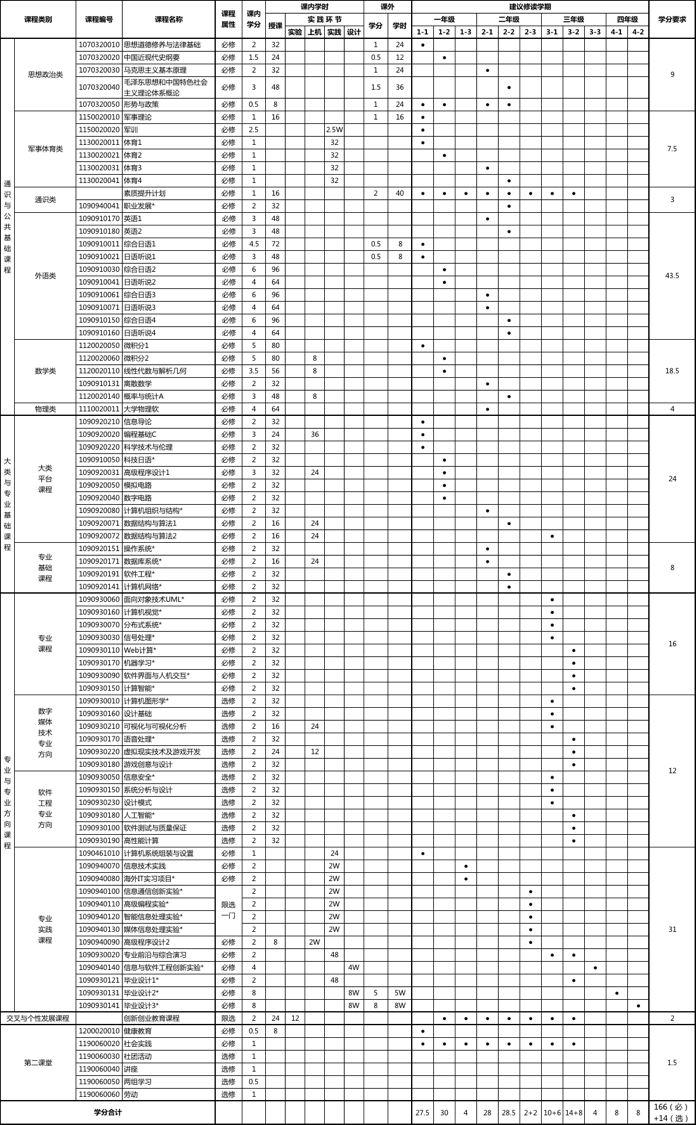 课程类别 课程编号 课程名称 课程属性 课内学分 课内学时 课外 建议修读学期 学分要求
授课 实践环节 学分 学时 一年级 二年级 三年级 四年级
实验 上机 实践 设计 1-1 1-2 1-3 2-1 2-2 2-3 3-1 3-2 3-3 4-1 4-2
通识与公共基础课程
思想政治类 9
1070320010 思想道德修养与法律基础 必修 2 32 1 24 ●
1070320020 中国近现代史纲要 必修 1.5 24 0.5 12 ●
1070320030 马克思主义基本原理 必修 2 32 1 24 ●
1070320040 毛泽东思想和中国特色社会主义理论体系概论 必修 3 48 1.5 36 ●
1070320050 形势与政策 必修 0.5 8 1 24 ● ● ● ●
军事体育类 7.5
1150020010 军事理论 必修 1 16 1 16 ●
1150020020 军训 必修 2.5 2.5W ●
1130020011 体育1 必修 1 32 ●
1130020021 体育2 必修 1 32 ●
1130020031 体育3 必修 1 32 ●
1130020041 体育4 必修 1 32 ●
通识类 3
素质提升计划 必修 1 16 2 40 ● ● ● ● ● ● ● ●
1090940041 职业发展* 必修 2 32 ●
外语类 43.5
1090910170 英语1 必修 3 48 ●
1090910180 英语2 必修 3 48 ●
1090910011 综合日语1 必修 4.5 72 0.5 8 ●
1090910021 日语听说1 必修 3 48 0.5 8 ●
1090910030 综合日语2 必修 6 96 ●
1090910041 日语听说2 必修 4 64 ●
1090910061 综合日语3 必修 6 96 ●
1090910071 日语听说3 必修 4 64 ●
1090910150 综合日语4 必修 6 96 ●
1090910160 日语听说4 必修 4 64 ●
数学类 18.5
1120020050 微积分1 必修 5 80 ●
1120020060 微积分2 必修 5 80 8 ●
1120020110 线性代数与解析几何 必修 3.5 56 8 ●
1090910131 离散数学 必修 2 32 ●
1120020140 概率与统计A 必修 3 48 8 ●
物理类 1110020011 大学物理软 必修 4 64 ● 4
大类与专业基础课程
大类平台课程 24
1090920210 信息导论 必修 2 32 ●
1090920020 编程基础C 必修 3 24 36 ●
1090920220 科学技术与伦理 必修 2 32 ●
1090910050 科技日语* 必修 2 32 ●
1090920031 高级程序设计1 必修 3 32 24 ●
1090920050 模拟电路 必修 2 32 ●
1090920040 数字电路 必修 2 32 ●
1090920080 计算机组织与结构* 必修 2 32 ●
1090920071 数据结构与算法1 必修 2 16 24 ●
1090920072 数据结构与算法2 必修 2 16 24 ●
专业基础课程 8
1090920151 操作系统* 必修 2 32 ●
1090920171 数据库系统* 必修 2 16 24 ●
1090920191 软件工程* 必修 2 32 ●
1090920141 计算机网络* 必修 2 32 ●
专业与专业方向课程
专业课程 16
1090930060 面向对象技术UML* 必修 2 32 ●
1090930160 计算机视觉* 必修 2 32 ●
1090930070 分布式系统* 必修 2 32 ●
1090930030 信号处理* 必修 2 32 ●
1090930110 Web计算* 必修 2 32 ●
1090930170 机器学习* 必修 2 32 ●
1090930090 软件界面与人机交互* 必修 2 32 ●
1090930150 计算智能* 必修 2 32 ●
数字媒体技术专业方向 12
1090930010 计算机图形学* 选修 2 32 ●
1090930160 设计基础 选修 2 32 ●
1090930210 可视化与可视化分析 选修 2 16 24 ●
1090930170 语音处理* 选修 2 32 ●
1090930220 虚拟现实技术及游戏开发 选修 2 24 12 ●
1090930180 游戏创意与设计 选修 2 32 ●
软件工程专业方向
1090930050 信息安全* 选修 2 32 ●
1090930150 系统分析与设计 选修 2 32 ●
1090930230 设计模式 选修 2 32 ●
1090930180 人工智能* 选修 2 32 ●
1090930100 软件测试与质量保证 选修 2 32 ●
1090930190 高性能计算 选修 2 32 ●
专业实践课程 31
1090461010 计算机系统组装与设置 必修 1 24 ●
1090940070 信息技术实践 必修 2 2W ●
1090940080 海外IT实习项目* 必修 2 2W ●
1090940100 信息通信创新实验* 限选一门 2 2W ●
1090940110 高级编程实验* 2 2W ●
1090940120 智能信息处理实验* 2 2W ●
1090940130 媒体信息处理实验* 2 2W ●
1090940090 高级程序设计2 必修 2 8 2W ●
1090930020 专业前沿与综合演习 必修 2 48 ● ●
1090940140 信息与软件工程创新实验* 必修 4 4W ●
1090930121 毕业设计1* 必修 2 48 ●
1090930131 毕业设计2* 必修 8 8W 5 5W ●
1090930141 毕业设计3* 必修 8 8W 8 8W ●
交叉与个性发展课程 创新创业教育课程 限选 2 24 12 ● ● ● ● ● ● ● 2
第二课堂 1.5
1200020010 健康教育 必修 0.5 8 ●
1190060020 社会实践 必修 1 ● ● ● ● ● ● ● ●
1190060030 社团活动 选修 1
1190060040 讲座 选修 1
1190060050 两组学习 选修 0.5
1190060060 劳动 选修 1
学分合计 27.5 30 4 28 28.5 2+2 10+6 14+8 4 8 8 166（必）+14（选）